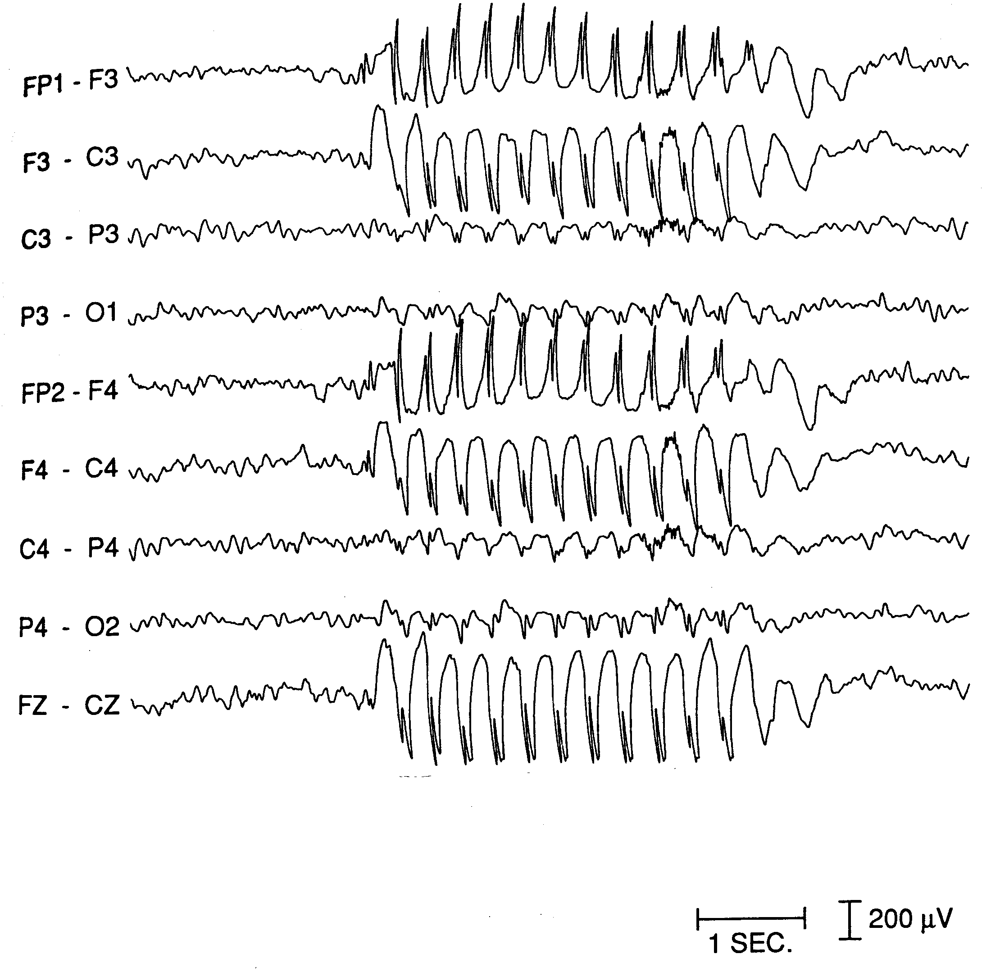 FP1 - F3
F3 - C3
C3 - P3
P3 - O1
FP2 - F4
F4 - C4
C4 - P4
P4 - O2
FZ - CZ
1 SEC.
200 µV